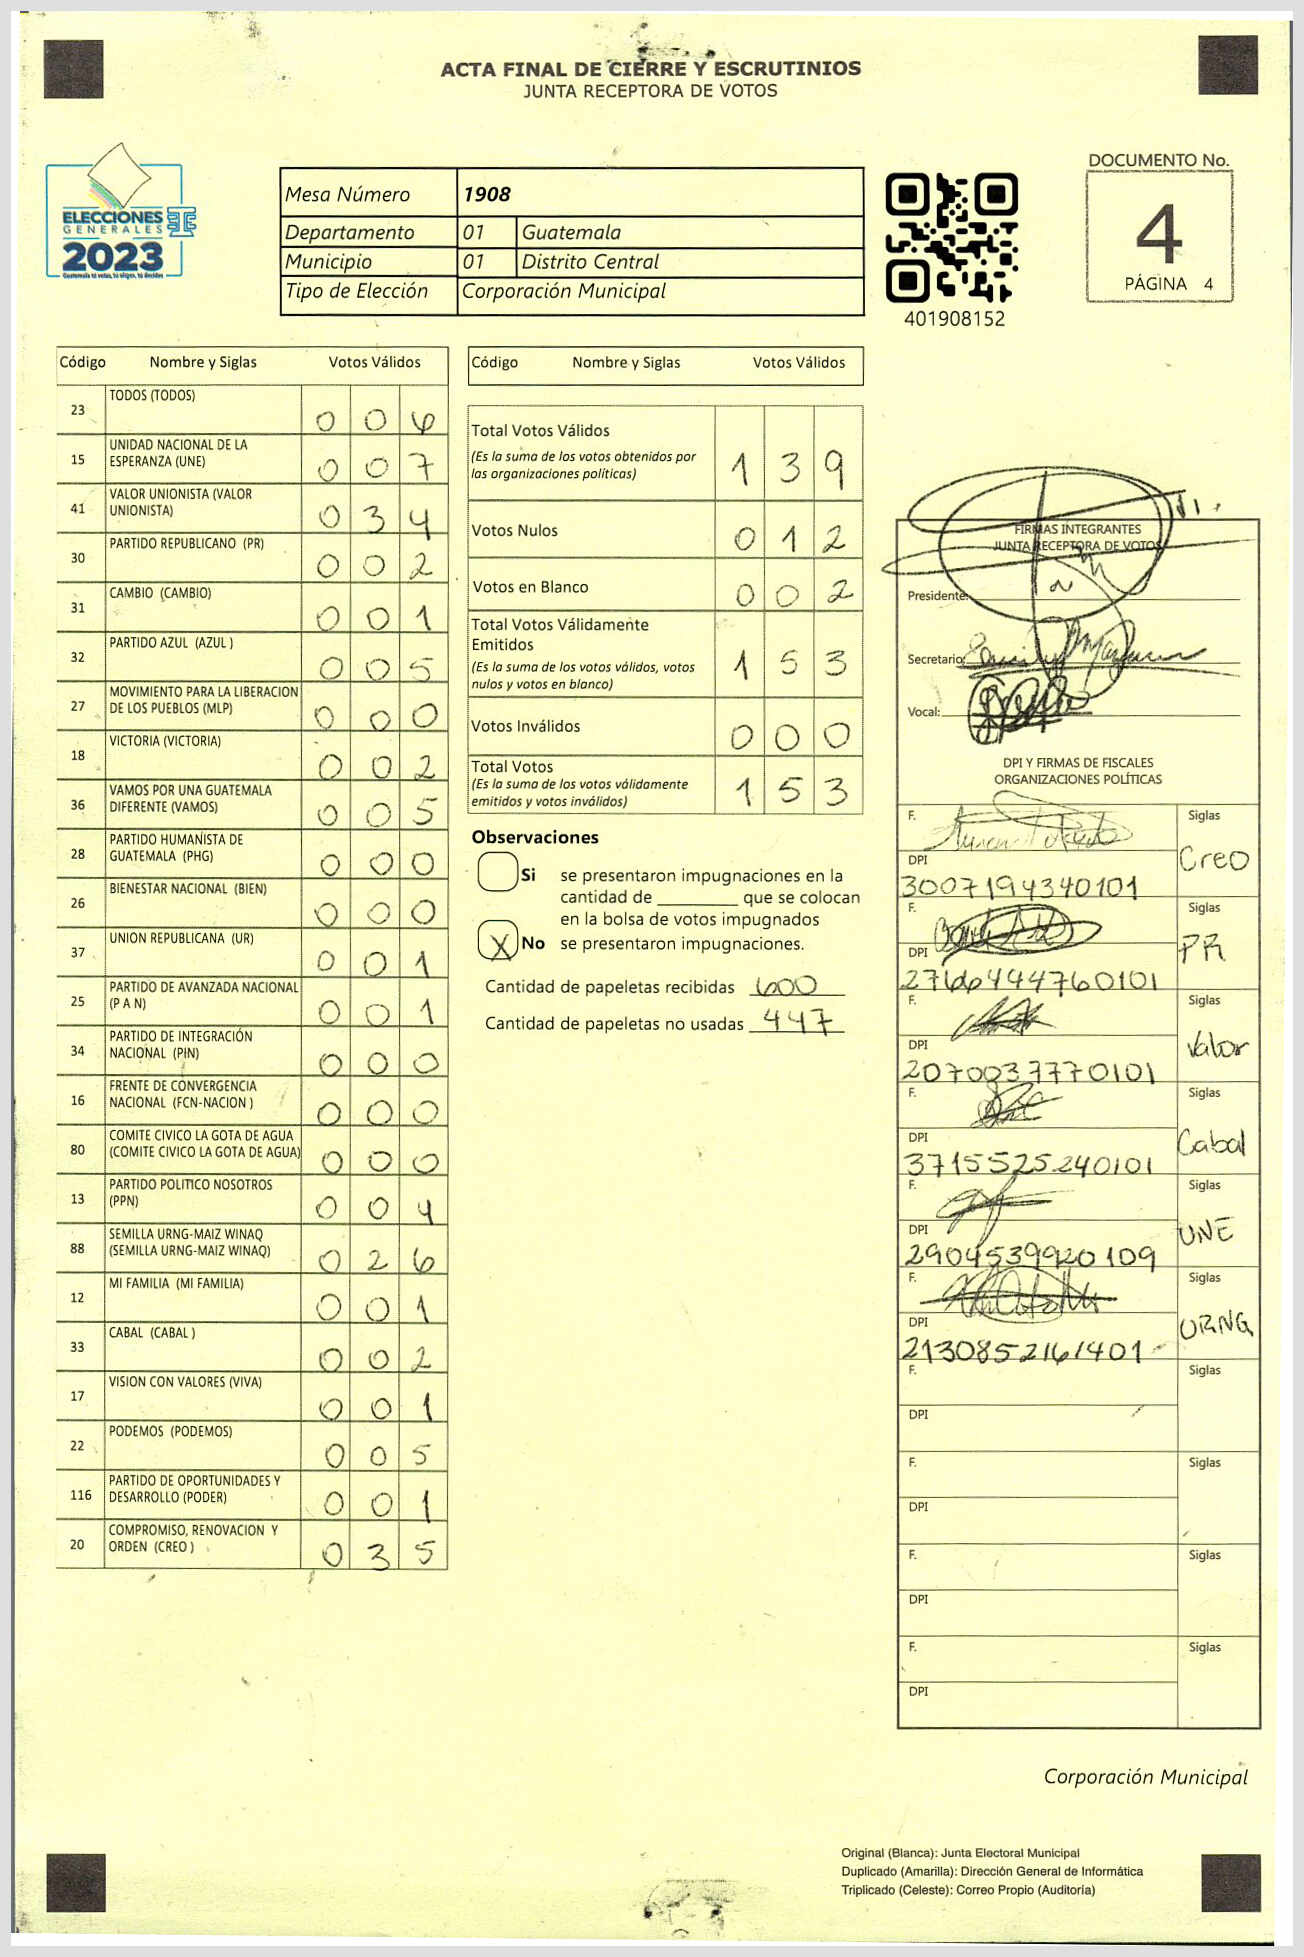 ACTA FINAL DE CIERRE Y ESCRUTINIOS
JUNTA RECEPTORA DE VOTOS
ELECCIONES
GENERALES
2023
Guatemala tú votas, tú eliges, tú decides
Mesa Número 1908
Departamento 01 Guatemala
Municipio 01 Distrito Central
Tipo de Elección Corporación Municipal
401908152
DOCUMENTO No.
4
PÁGINA 4
Código Nombre y Siglas Votos Válidos
23 TODOS (TODOS) 0 0 6
15 UNIDAD NACIONAL DE LA ESPERANZA (UNE) 0 0 7
41 VALOR UNIONISTA (VALOR UNIONISTA) 0 3 4
30 PARTIDO REPUBLICANO (PR) 0 0 2
31 CAMBIO (CAMBIO) 0 0 1
32 PARTIDO AZUL (AZUL ) 0 0 5
27 MOVIMIENTO PARA LA LIBERACION DE LOS PUEBLOS (MLP) 0 0 0
18 VICTORIA (VICTORIA) 0 0 2
36 VAMOS POR UNA GUATEMALA DIFERENTE (VAMOS) 0 0 5
28 PARTIDO HUMANISTA DE GUATEMALA (PHG) 0 0 0
26 BIENESTAR NACIONAL (BIEN) 0 0 0
37 UNION REPUBLICANA (UR) 0 0 1
25 PARTIDO DE AVANZADA NACIONAL (P A N) 0 0 1
34 PARTIDO DE INTEGRACIÓN NACIONAL (PIN) 0 0 0
16 FRENTE DE CONVERGENCIA NACIONAL (FCN-NACION ) 0 0 0
80 COMITE CIVICO LA GOTA DE AGUA (COMITE CIVICO LA GOTA DE AGUA) 0 0 0
13 PARTIDO POLITICO NOSOTROS (PPN) 0 0 4
88 SEMILLA URNG-MAIZ WINAQ (SEMILLA URNG-MAIZ WINAQ) 0 2 6
12 MI FAMILIA (MI FAMILIA) 0 0 1
33 CABAL (CABAL ) 0 0 2
17 VISION CON VALORES (VIVA) 0 0 1
22 PODEMOS (PODEMOS) 0 0 5
116 PARTIDO DE OPORTUNIDADES Y DESARROLLO (PODER) 0 0 1
20 COMPROMISO, RENOVACION Y ORDEN (CREO ) 0 3 5
Código Nombre y Siglas Votos Válidos
Total Votos Válidos 1 3 9
(Es la suma de los votos obtenidos por
las organizaciones políticas)
Votos Nulos 0 1 2
Votos en Blanco 0 0 2
Total Votos Válidamente
Emitidos 1 5 3
(Es la suma de los votos válidos, votos
nulos y votos en blanco)
Votos Inválidos 0 0 0
Total Votos 1 5 3
(Es la suma de los votos válidamente
emitidos y votos inválidos)
Observaciones
Si se presentaron impugnaciones en la
cantidad de ________ que se colocan
en la bolsa de votos impugnados
X No se presentaron impugnaciones.
Cantidad de papeletas recibidas 600
Cantidad de papeletas no usadas 447
FIRMAS INTEGRANTES
JUNTA RECEPTORA DE VOTOS
Presidente:
Secretario:
Vocal:
DPI Y FIRMAS DE FISCALES
ORGANIZACIONES POLÍTICAS
F. Siglas
Creo
DPI
3007194340101
F. Siglas
PR
DPI
2766444760101
F. Siglas
Valor
DPI
2070037770101
F. Siglas
Cabal
DPI
3715525240101
F. Siglas
UNE
DPI
2904539920109
F. Siglas
URNG
DPI
2130852161401
F. Siglas
DPI
F. Siglas
DPI
F. Siglas
DPI
F. Siglas
DPI
Corporación Municipal
Original (Blanca): Junta Electoral Municipal
Duplicado (Amarilla): Dirección General de Informática
Triplicado (Celeste): Correo Propio (Auditoría)